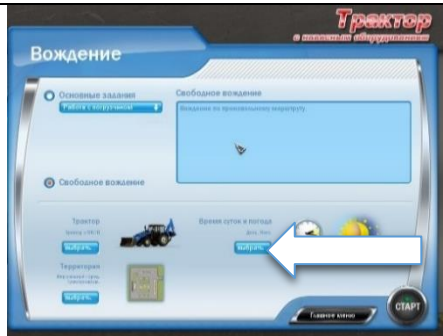 Трактор
с навесным оборудованием
Вождение
Основные задания
Работа с погрузчиком
Свободное вождение
Вождение по произвольному маршруту
Свободное вождение
Трактор
Выбрать...
Время суток и погода
Выбрать...
Территория
Выбрать...
Главное меню
СТАРТ